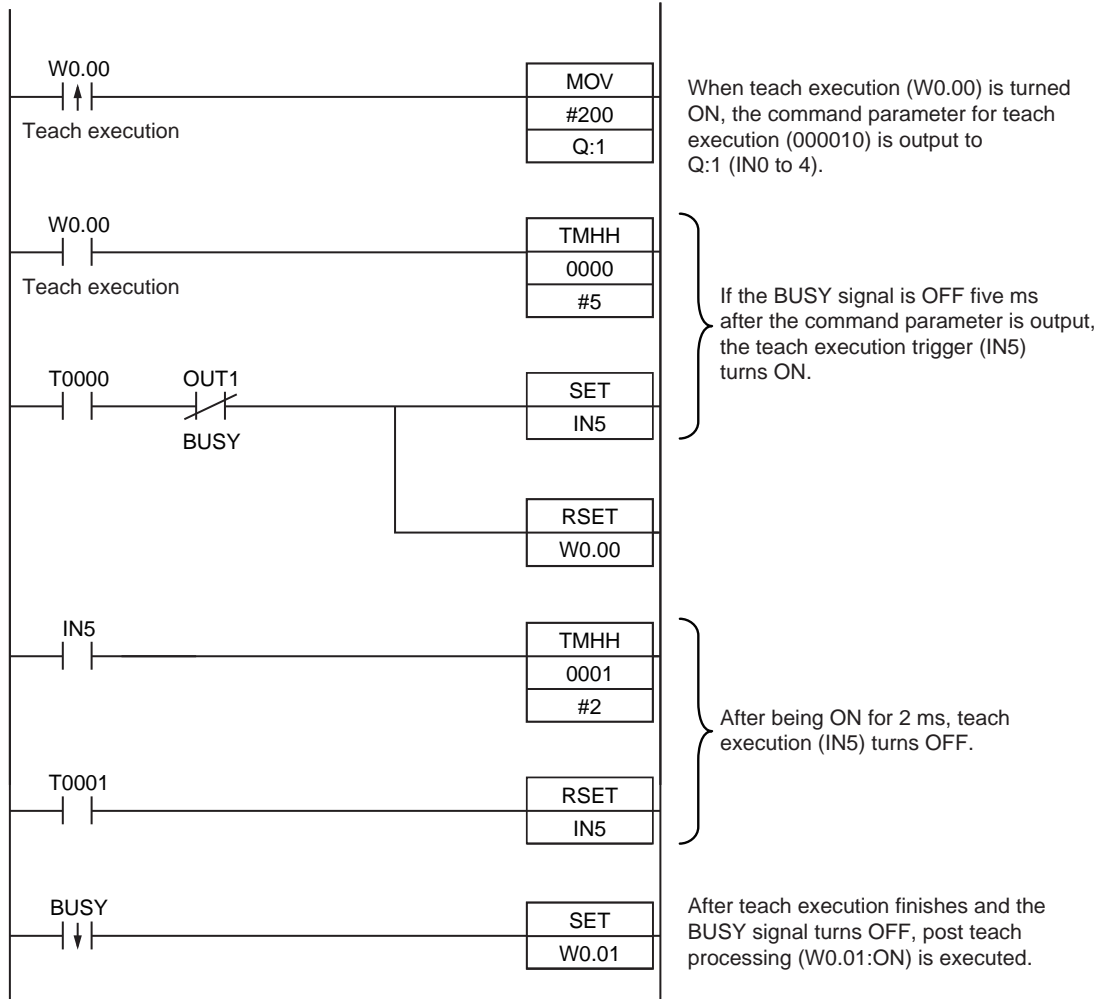 W0.00
Teach execution
MOV
#200
Q:1
When teach execution (W0.00) is turned
ON, the command parameter for teach
execution (000010) is output to
Q:1 (IN0 to 4).
W0.00
Teach execution
TMHH
0000
#5
If the BUSY signal is OFF five ms
after the command parameter is output,
the teach execution trigger (IN5)
turns ON.
T0000
OUT1
BUSY
SET
IN5
RSET
W0.00
IN5
TMHH
0001
#2
After being ON for 2 ms, teach
execution (IN5) turns OFF.
T0001
RSET
IN5
BUSY
SET
W0.01
After teach execution finishes and the
BUSY signal turns OFF, post teach
processing (W0.01:ON) is executed.